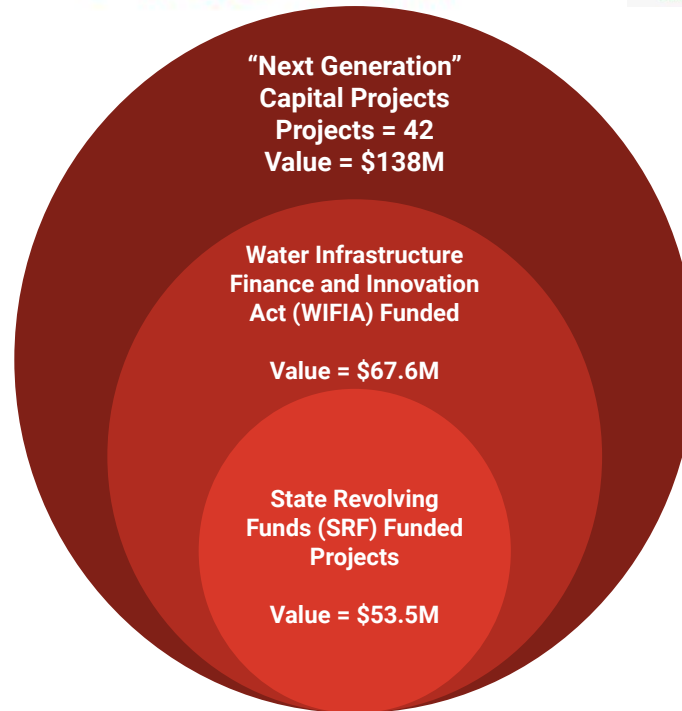 “Next Generation”
Capital Projects
Projects = 42
Value = $138M
Water Infrastructure
Finance and Innovation
Act (WIFIA) Funded
Value = $67.6M
State Revolving
Funds (SRF) Funded
Projects
Value = $53.5M